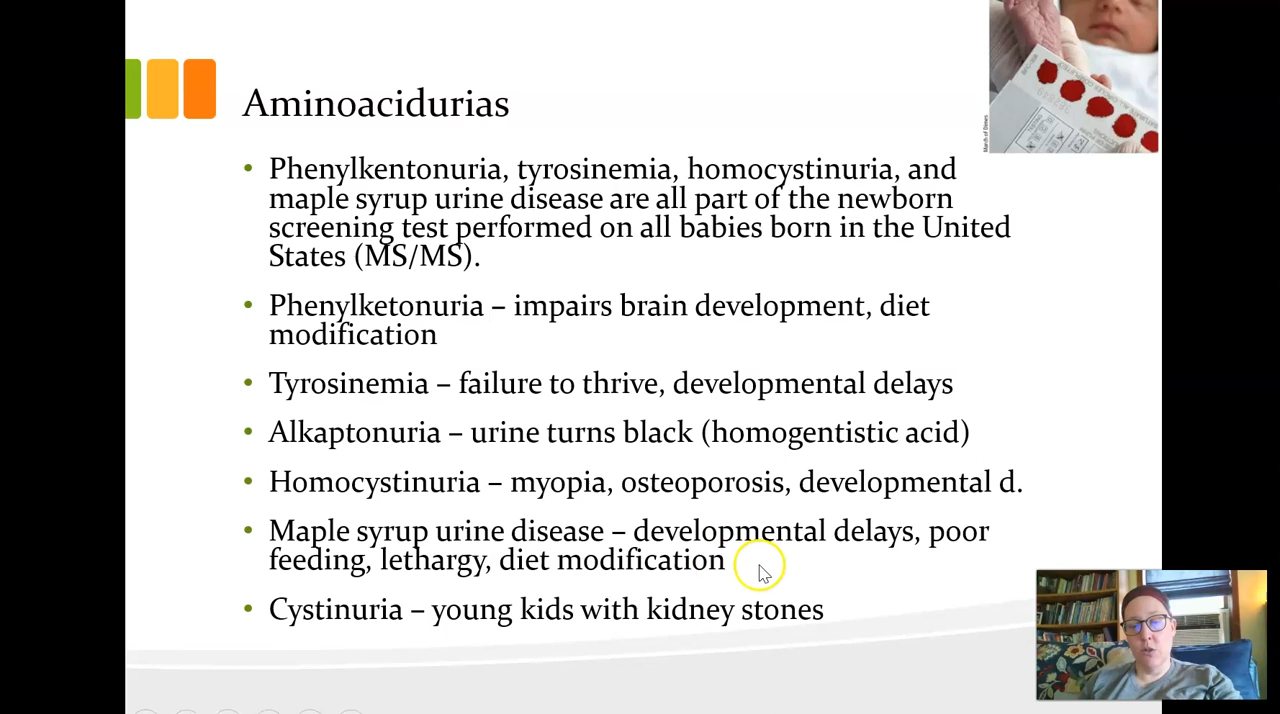 Aminoacidurias
• Phenylkentonuria, tyrosinemia, homocystinuria, and
maple syrup urine disease are all part of the newborn
screening test performed on all babies born in the United
States (MS/MS).
• Phenylketonuria – impairs brain development, diet
modification
• Tyrosinemia – failure to thrive, developmental delays
• Alkaptonuria – urine turns black (homogentistic acid)
• Homocystinuria – myopia, osteoporosis, developmental d.
• Maple syrup urine disease – developmental delays, poor
feeding, lethargy, diet modification
• Cystinuria – young kids with kidney stones
March of Dimes